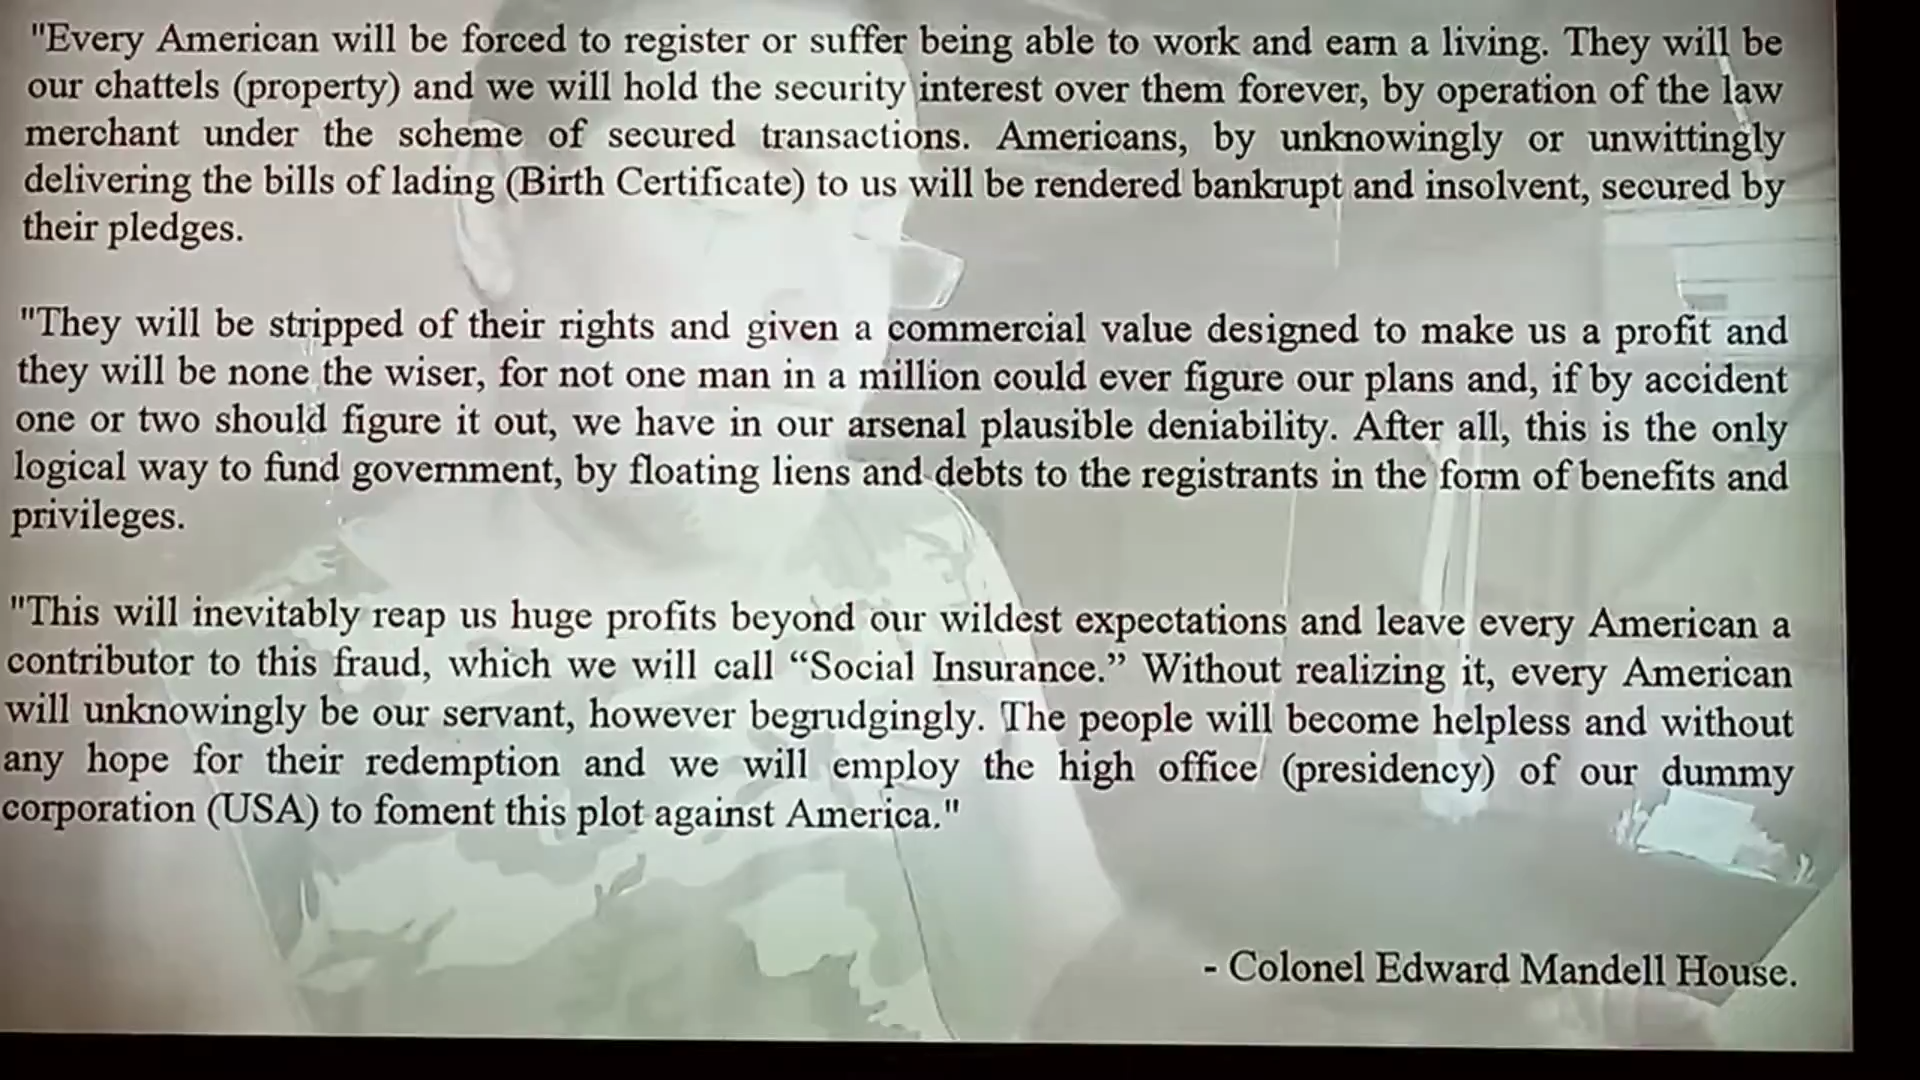 "Every American will be forced to register or suffer being able to work and earn a living. They will be
our chattels (property) and we will hold the security interest over them forever, by operation of the law
merchant under the scheme of secured transactions. Americans, by unknowingly or unwittingly
delivering the bills of lading (Birth Certificate) to us will be rendered bankrupt and insolvent, secured by
their pledges.
"They will be stripped of their rights and given a commercial value designed to make us a profit and
they will be none the wiser, for not one man in a million could ever figure our plans and, if by accident
one or two should figure it out, we have in our arsenal plausible deniability. After all, this is the only
logical way to fund government, by floating liens and debts to the registrants in the form of benefits and
privileges.
"This will inevitably reap us huge profits beyond our wildest expectations and leave every American a
contributor to this fraud, which we will call “Social Insurance.” Without realizing it, every American
will unknowingly be our servant, however begrudgingly. The people will become helpless and without
any hope for their redemption and we will employ the high office (presidency) of our dummy
corporation (USA) to foment this plot against America."
- Colonel Edward Mandell House.